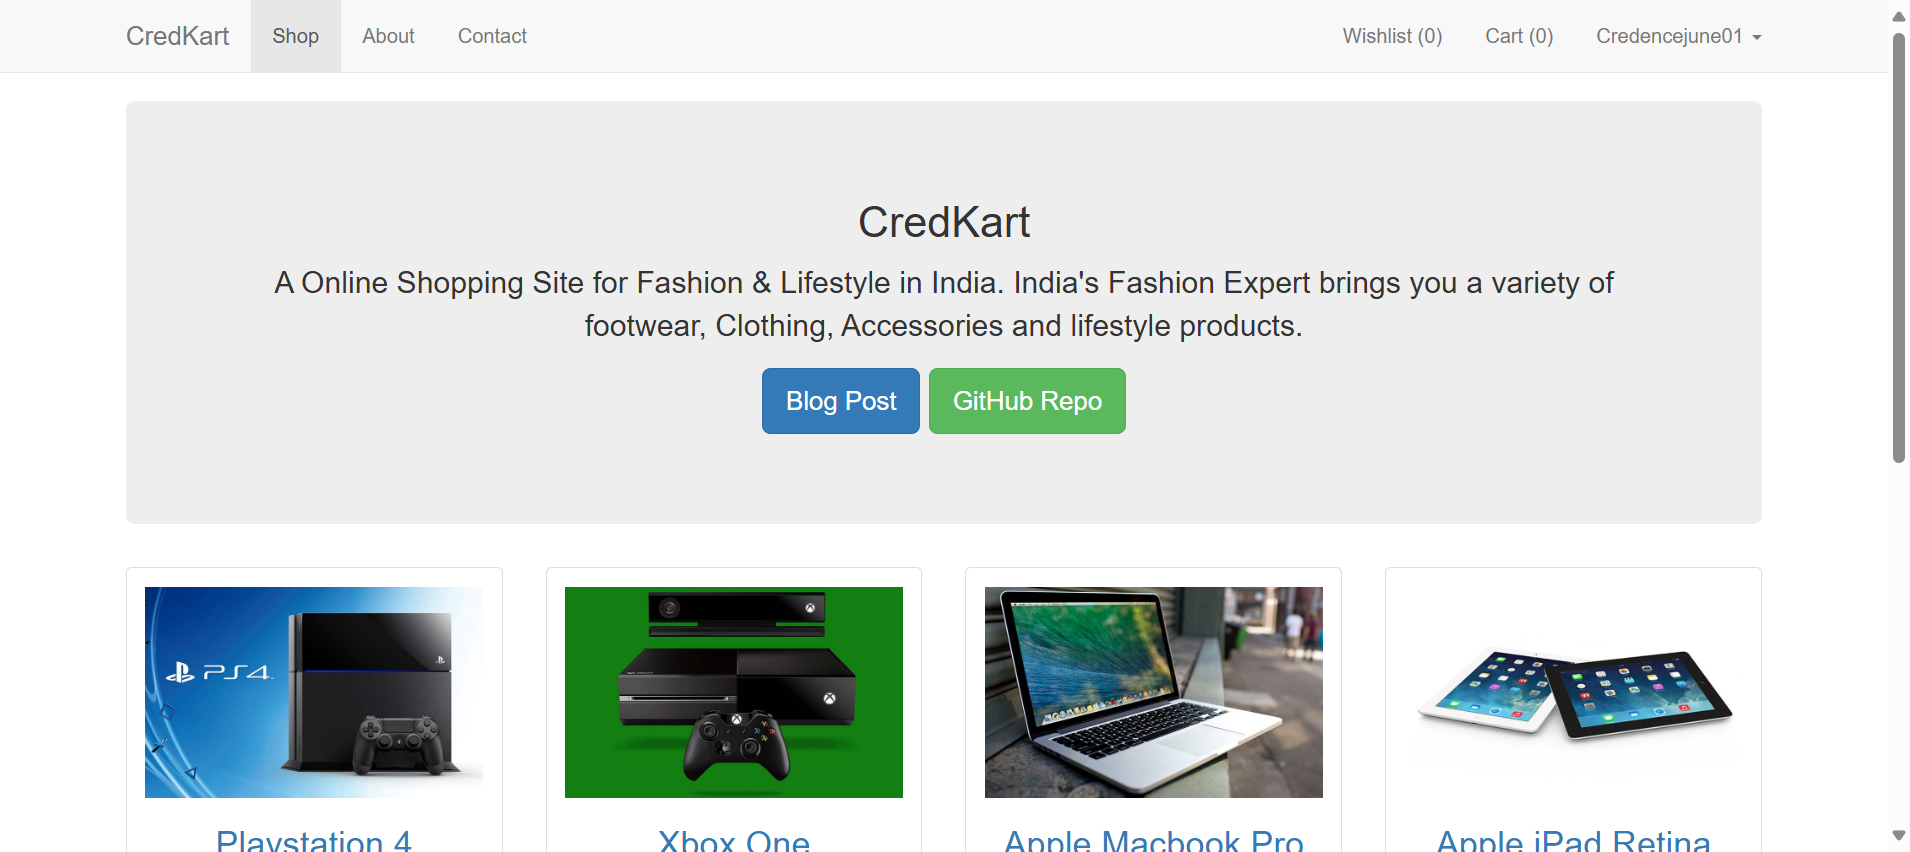 CredKart Shop About Contact Wishlist (0) Cart (0) Credencejune01
CredKart
A Online Shopping Site for Fashion & Lifestyle in India. India's Fashion Expert brings you a variety of
footwear, Clothing, Accessories and lifestyle products.
Blog Post GitHub Repo
PS4
Playstation 4 Xbox One Apple Macbook Pro Apple iPad Retina